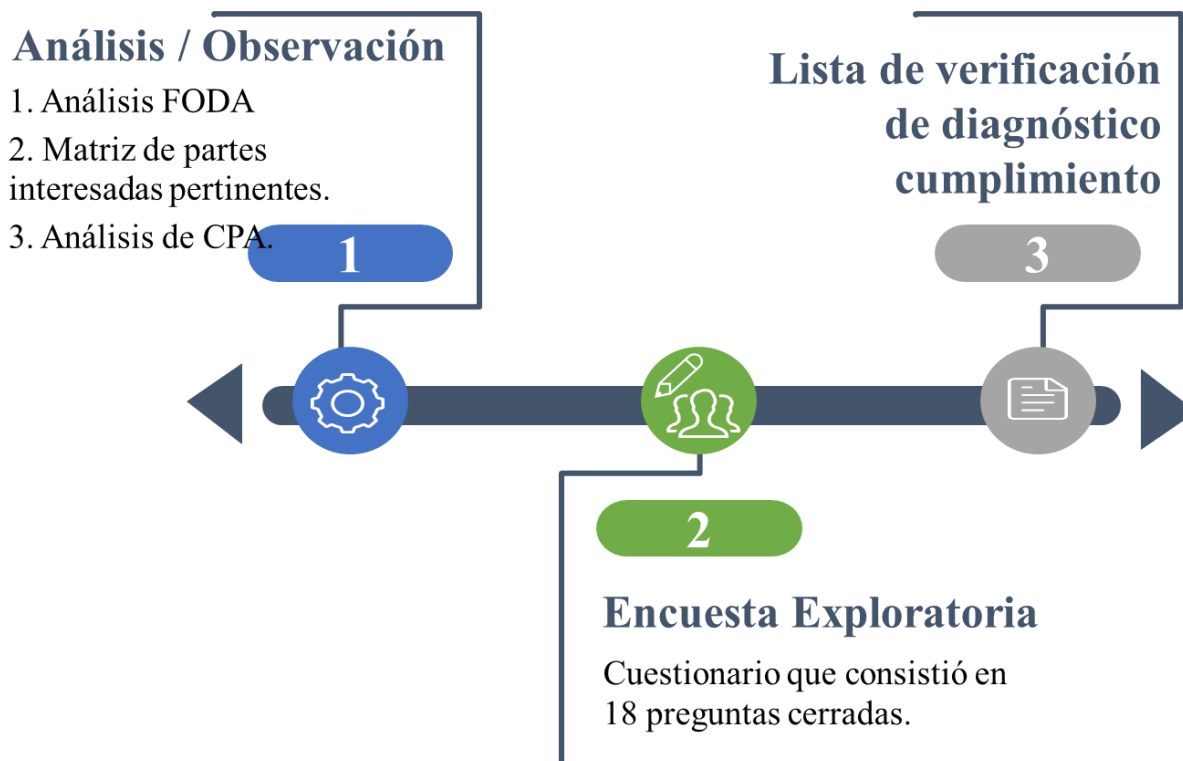 Análisis / Observación
1. Análisis FODA
2. Matriz de partes
interesadas pertinentes.
3. Análisis de CPA.
1
Lista de verificación
de diagnóstico
cumplimiento
3
2
Encuesta Exploratoria
Cuestionario que consistió en
18 preguntas cerradas.